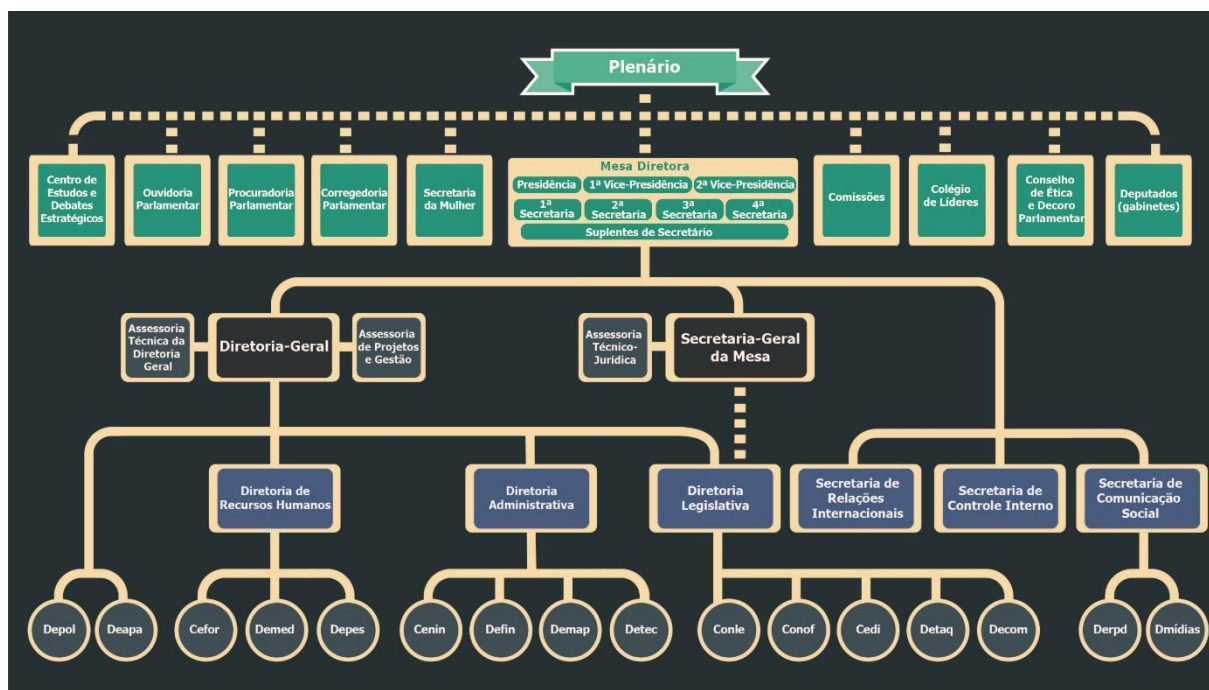 Plenário
Centro de
Estudos e
Debates
Estratégicos
Ouvidoria
Parlamentar
Procuradoria
Parlamentar
Corregedoria
Parlamentar
Secretaria
da Mulher
Mesa Diretora
Presidência
1ª Vice-Presidência
2ª Vice-Presidência
1ª
Secretaria
2ª
Secretaria
3ª
Secretaria
4ª
Secretaria
Suplentes de Secretário
Comissões
Colégio
de Líderes
Conselho
de Ética
e Decoro
Parlamentar
Deputados
(gabinetes)
Assessoria
Técnica da
Diretoria
Geral
Diretoria-Geral
Assessoria
de Projetos
e Gestão
Assessoria
Técnico-
Jurídica
Secretaria-Geral
da Mesa
Diretoria de
Recursos Humanos
Diretoria
Administrativa
Diretoria
Legislativa
Secretaria de
Relações
Internacionais
Secretaria de
Controle Interno
Secretaria de
Comunicação
Social
Depol
Deapa
Cefor
Demed
Depes
Cenin
Defin
Demap
Detec
Conle
Conof
Cedi
Detaq
Decom
Derpd
Dmídias